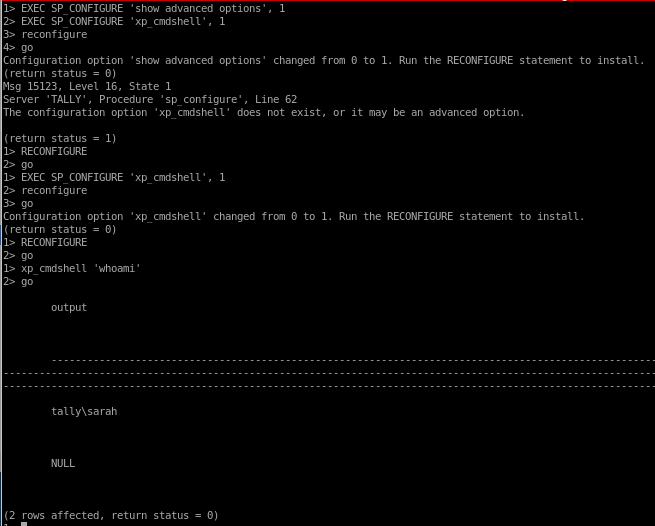 1> EXEC SP_CONFIGURE 'show advanced options', 1
2> EXEC SP_CONFIGURE 'xp_cmdshell', 1
3> reconfigure
4> go
Configuration option 'show advanced options' changed from 0 to 1. Run the RECONFIGURE statement to install.
(return status = 0)
Msg 15123, Level 16, State 1
Server 'TALLY', Procedure 'sp_configure', Line 62
The configuration option 'xp_cmdshell' does not exist, or it may be an advanced option.
(return status = 1)
1> RECONFIGURE
2> go
1> EXEC SP_CONFIGURE 'xp_cmdshell', 1
2> reconfigure
3> go
Configuration option 'xp_cmdshell' changed from 0 to 1. Run the RECONFIGURE statement to install.
(return status = 0)
1> RECONFIGURE
2> go
1> xp_cmdshell 'whoami'
2> go
output
----------------------------------------------------------------------------------------------------
-------------------------------------------------------------------------------------------------------------
-------------------------------------------------------------------------------------------------------------
tally\sarah
NULL
(2 rows affected, return status = 0)
1>